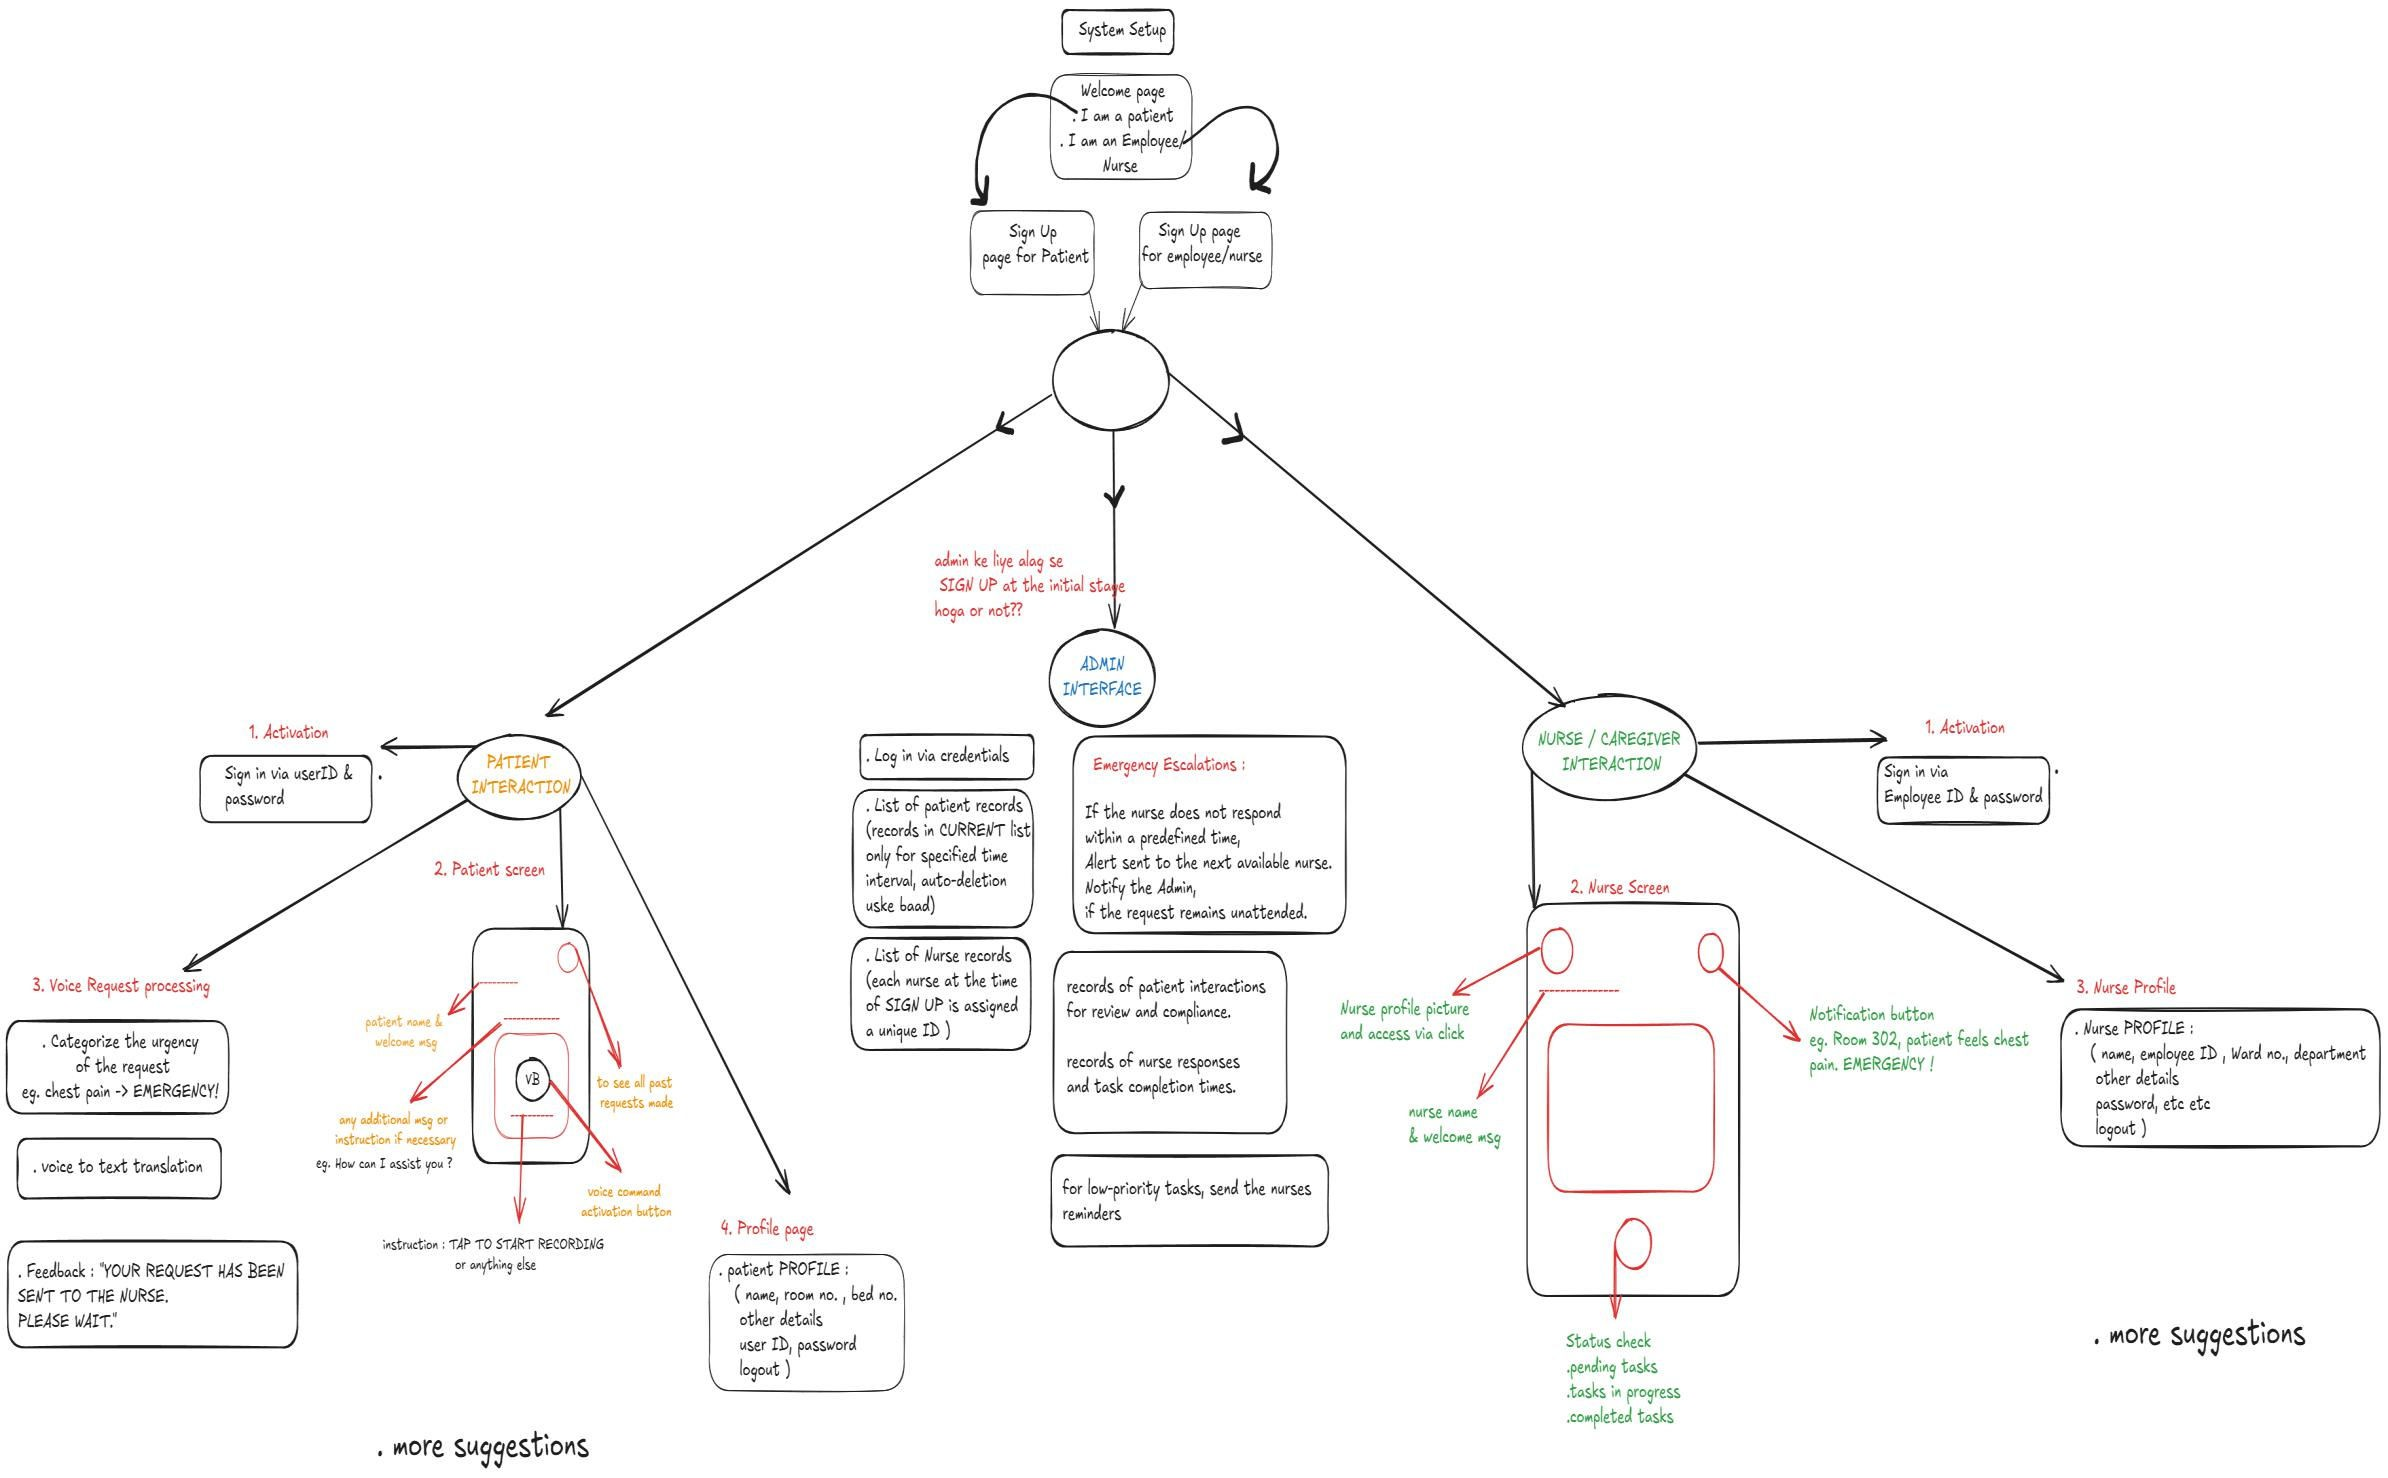 System Setup
Welcome page
. I am a patient
. I am an Employee/
Nurse
Sign Up
page for Patient
Sign Up page
for employee/nurse
admin ke liye alag se
SIGN UP at the initial stage
hoga or not??
ADMIN
INTERFACE
. Log in via credentials
. List of patient records
(records in CURRENT list
only for specified time
interval, auto-deletion
uske baad)
. List of Nurse records
(each nurse at the time
of SIGN UP is assigned
a unique ID )
Emergency Escalations :
If the nurse does not respond
within a predefined time,
Alert sent to the next available nurse.
Notify the Admin,
if the request remains unattended.
records of patient interactions
for review and compliance.
records of nurse responses
and task completion times.
for low-priority tasks, send the nurses
reminders
PATIENT
INTERACTION
1. Activation
Sign in via userID &
password
.
2. Patient screen
patient name &
welcome msg
any additional msg or
instruction if necessary
eg. How can I assist you ?
VB
to see all past
requests made
voice command
activation button
instruction : TAP TO START RECORDING
or anything else
3. Voice Request processing
. Categorize the urgency
of the request
eg. chest pain -> EMERGENCY!
. voice to text translation
. Feedback : "YOUR REQUEST HAS BEEN
SENT TO THE NURSE.
PLEASE WAIT."
4. Profile page
. patient PROFILE :
( name, room no. , bed no.
other details
user ID, password
logout )
. more suggestions
NURSE / CAREGIVER
INTERACTION
1. Activation
Sign in via
Employee ID & password
.
2. Nurse Screen
Nurse profile picture
and access via click
nurse name
& welcome msg
Notification button
eg. Room 302, patient feels chest
pain. EMERGENCY !
Status check
.pending tasks
.tasks in progress
.completed tasks
3. Nurse Profile
. Nurse PROFILE :
( name, employee ID , Ward no., department
other details
password, etc etc
logout )
. more suggestions